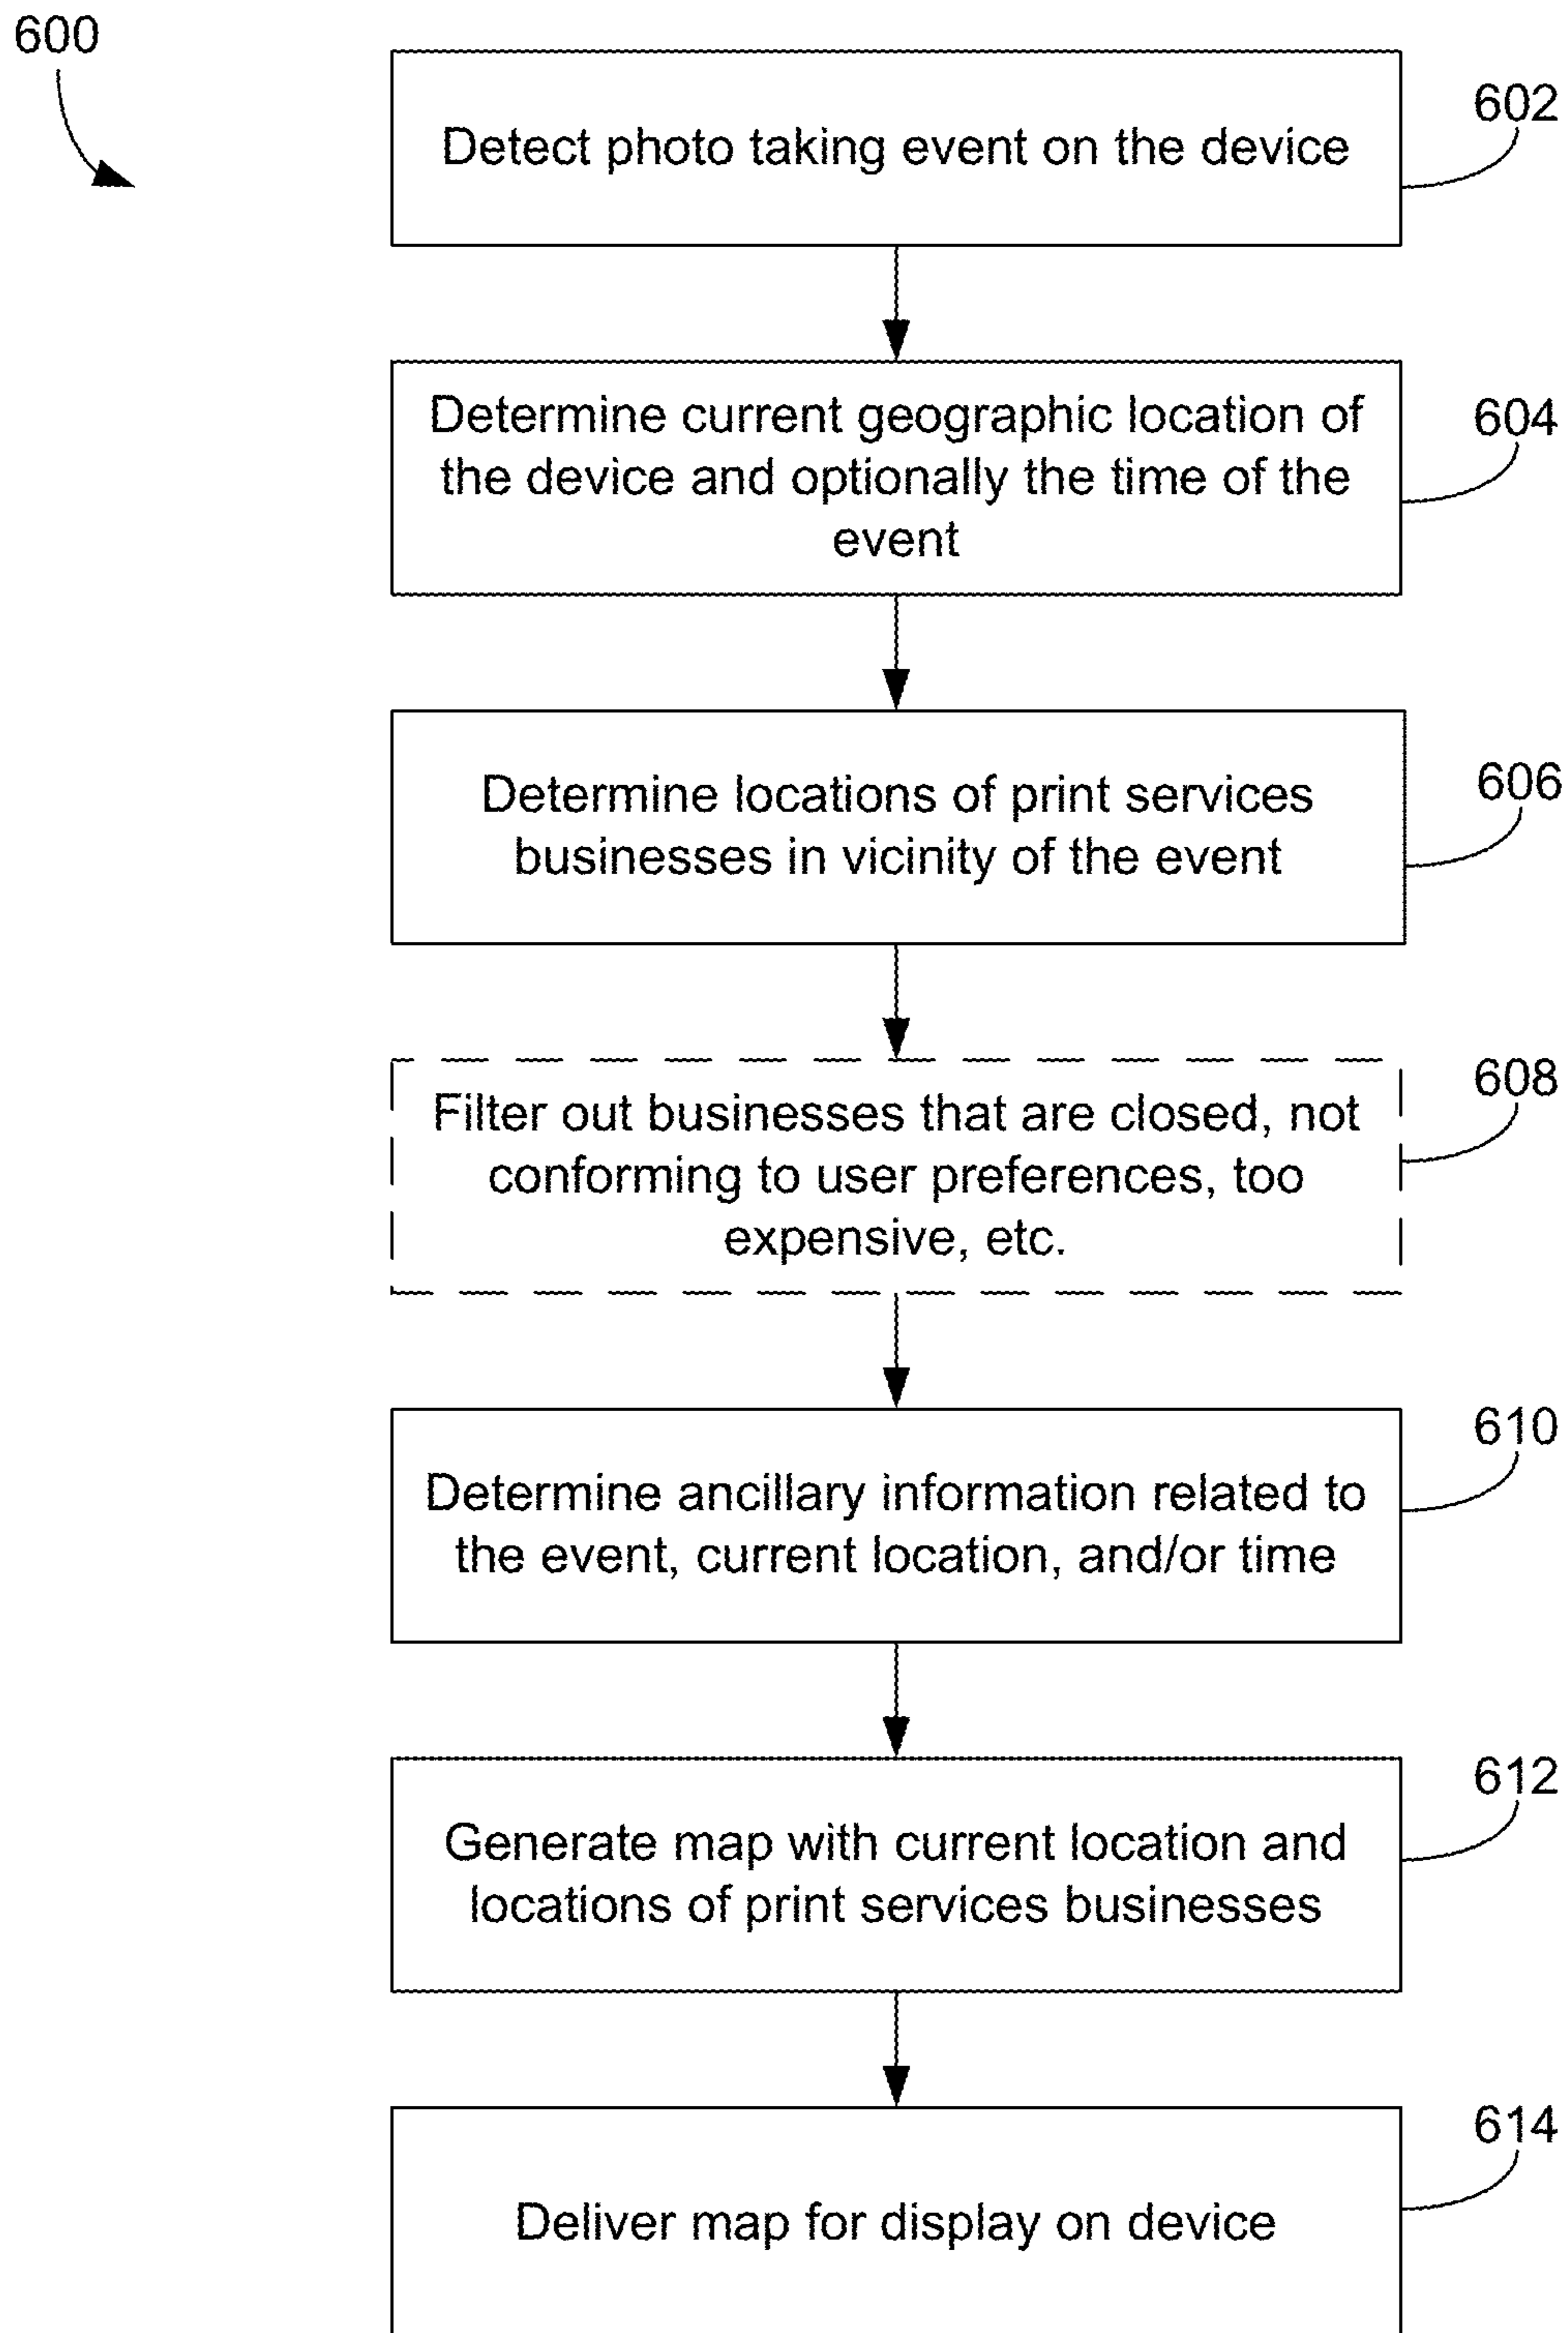 600
Detect photo taking event on the device
602
Determine current geographic location of
the device and optionally the time of the
event
604
Determine locations of print services
businesses in vicinity of the event
606
Filter out businesses that are closed, not
conforming to user preferences, too
expensive, etc.
608
Determine ancillary information related to
the event, current location, and/or time
610
Generate map with current location and
locations of print services businesses
612
Deliver map for display on device
614